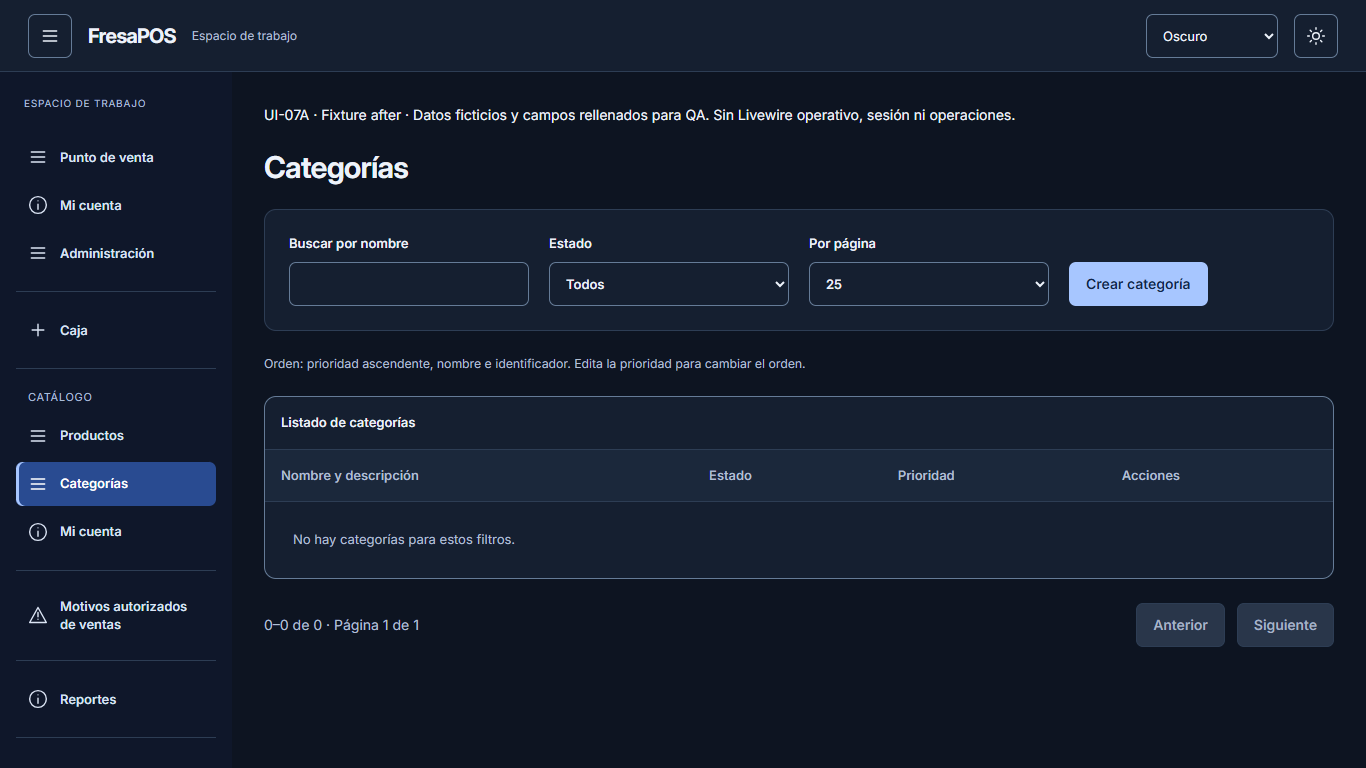 FresaPOS
Espacio de trabajo
Oscuro
ESPACIO DE TRABAJO
Punto de venta
Mi cuenta
Administración
Caja
CATÁLOGO
Productos
Categorías
Mi cuenta
Motivos autorizados
de ventas
Reportes
UI-07A · Fixture after · Datos ficticios y campos rellenados para QA. Sin Livewire operativo, sesión ni operaciones.
Categorías
Buscar por nombre
Estado
Por página
Todos
25
Crear categoría
Orden: prioridad ascendente, nombre e identificador. Edita la prioridad para cambiar el orden.
Listado de categorías
Nombre y descripción
Estado
Prioridad
Acciones
No hay categorías para estos filtros.
0–0 de 0 · Página 1 de 1
Anterior
Siguiente